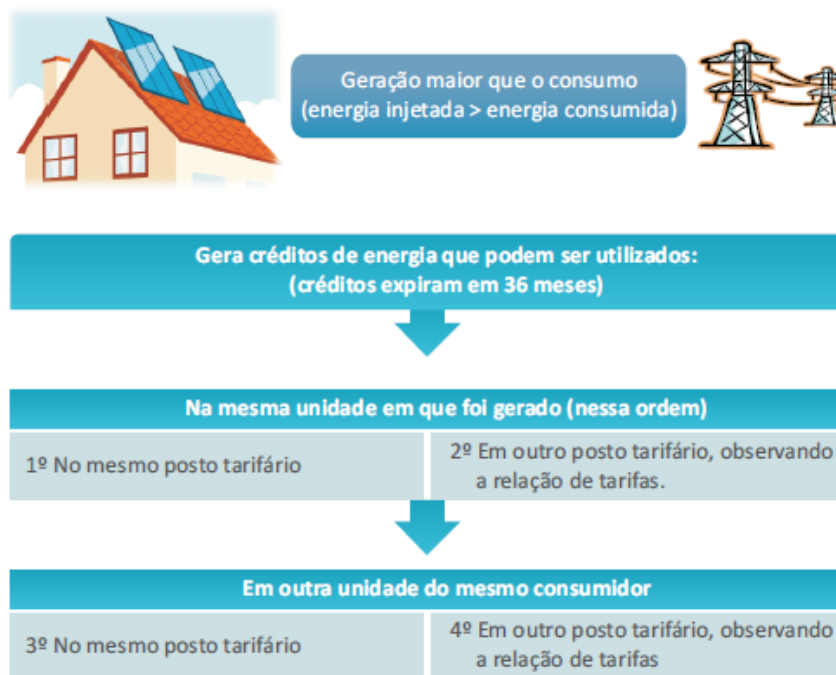 Geração maior que o consumo
(energia injetada > energia consumida)
Gera créditos de energia que podem ser utilizados:
(créditos expiram em 36 meses)
Na mesma unidade em que foi gerado (nessa ordem)
1º No mesmo posto tarifário
2º Em outro posto tarifário, observando
a relação de tarifas.
Em outra unidade do mesmo consumidor
3º No mesmo posto tarifário
4º Em outro posto tarifário, observando
a relação de tarifas